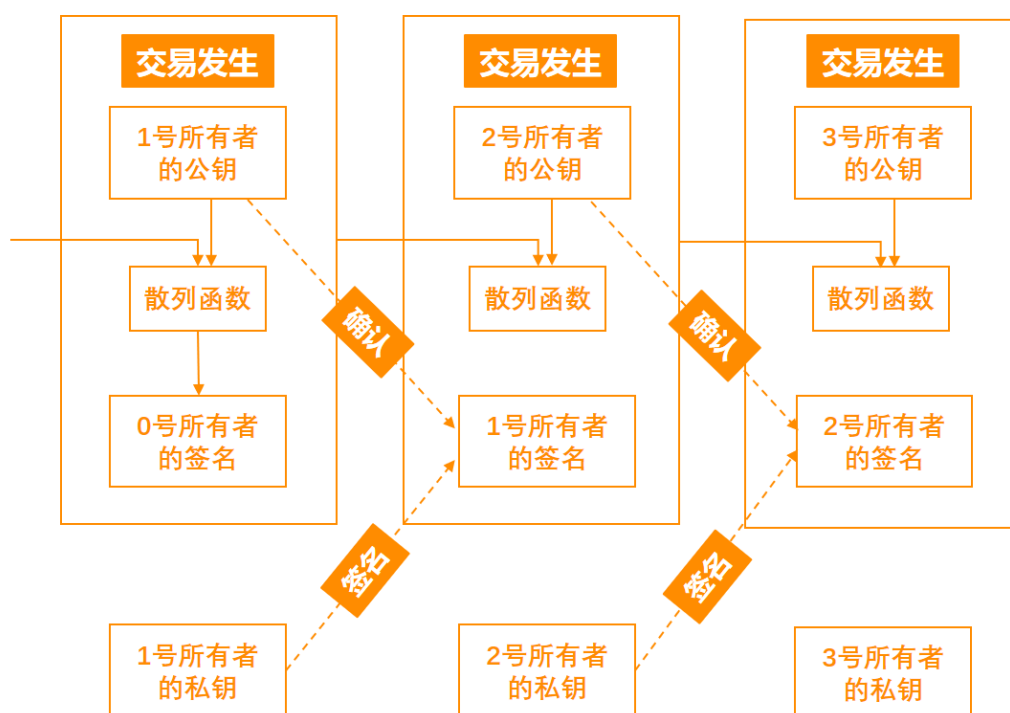 交易发生
交易发生
交易发生
1号所有者
的公钥
2号所有者
的公钥
3号所有者
的公钥
散列函数
散列函数
散列函数
确认
确认
0号所有者
的签名
1号所有者
的签名
2号所有者
的签名
签名
签名
1号所有者
的私钥
2号所有者
的私钥
3号所有者
的私钥